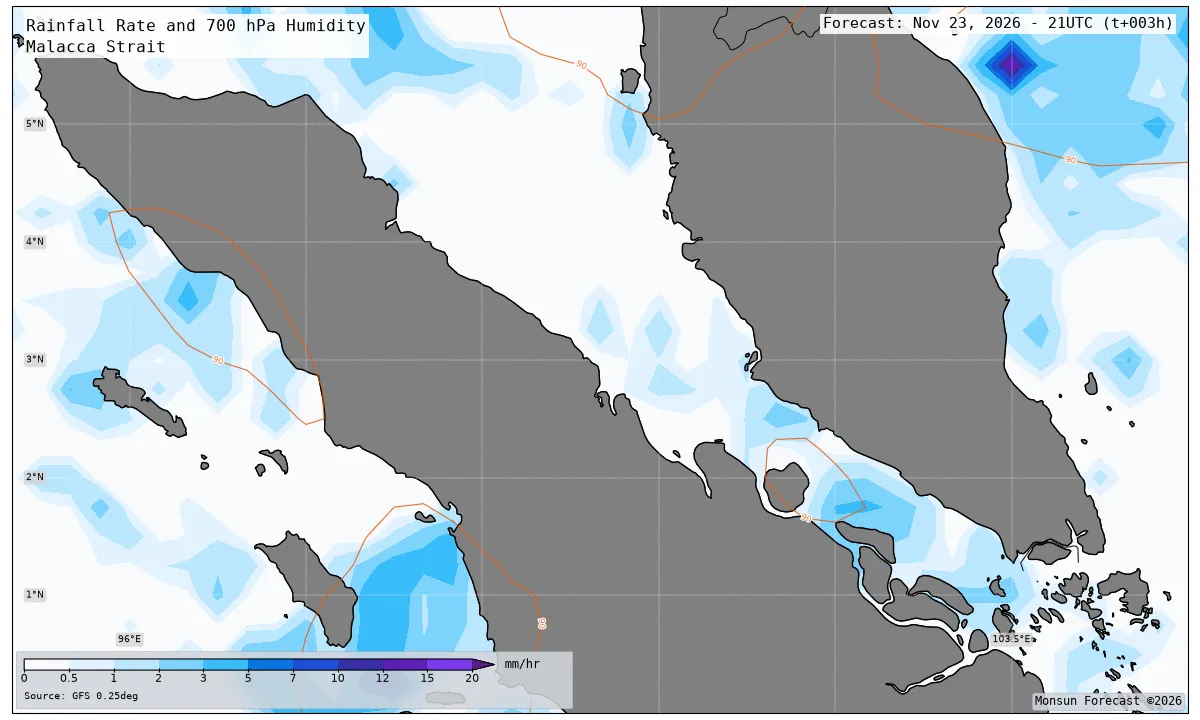 Rainfall Rate and 700 hPa Humidity
Malacca Strait
Forecast: Nov 23, 2026 - 21UTC (t+003h)
90
90
5°N
4°N
3°N
90
2°N
90
1°N
90
96°E
103.5°E
mm/hr
0 0.5 1 2 3 5 7 10 12 15 20
Source: GFS 0.25deg
Monsun Forecast ©2026